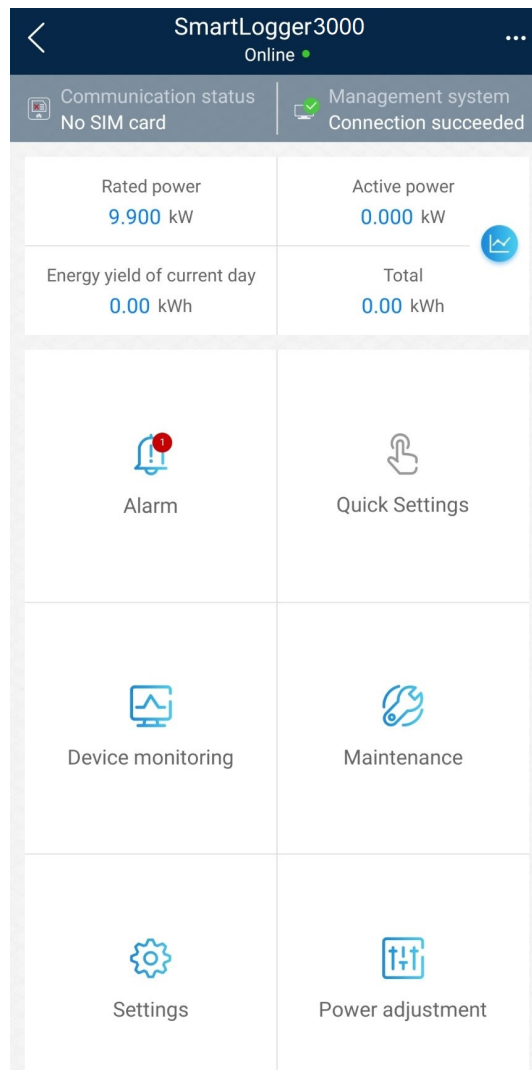 SmartLogger3000
Online
Communication status
No SIM card
Management system
Connection succeeded
Rated power
9.900 kW
Active power
0.000 kW
Energy yield of current day
0.00 kWh
Total
0.00 kWh
1
Alarm
Quick Settings
Device monitoring
Maintenance
Settings
Power adjustment